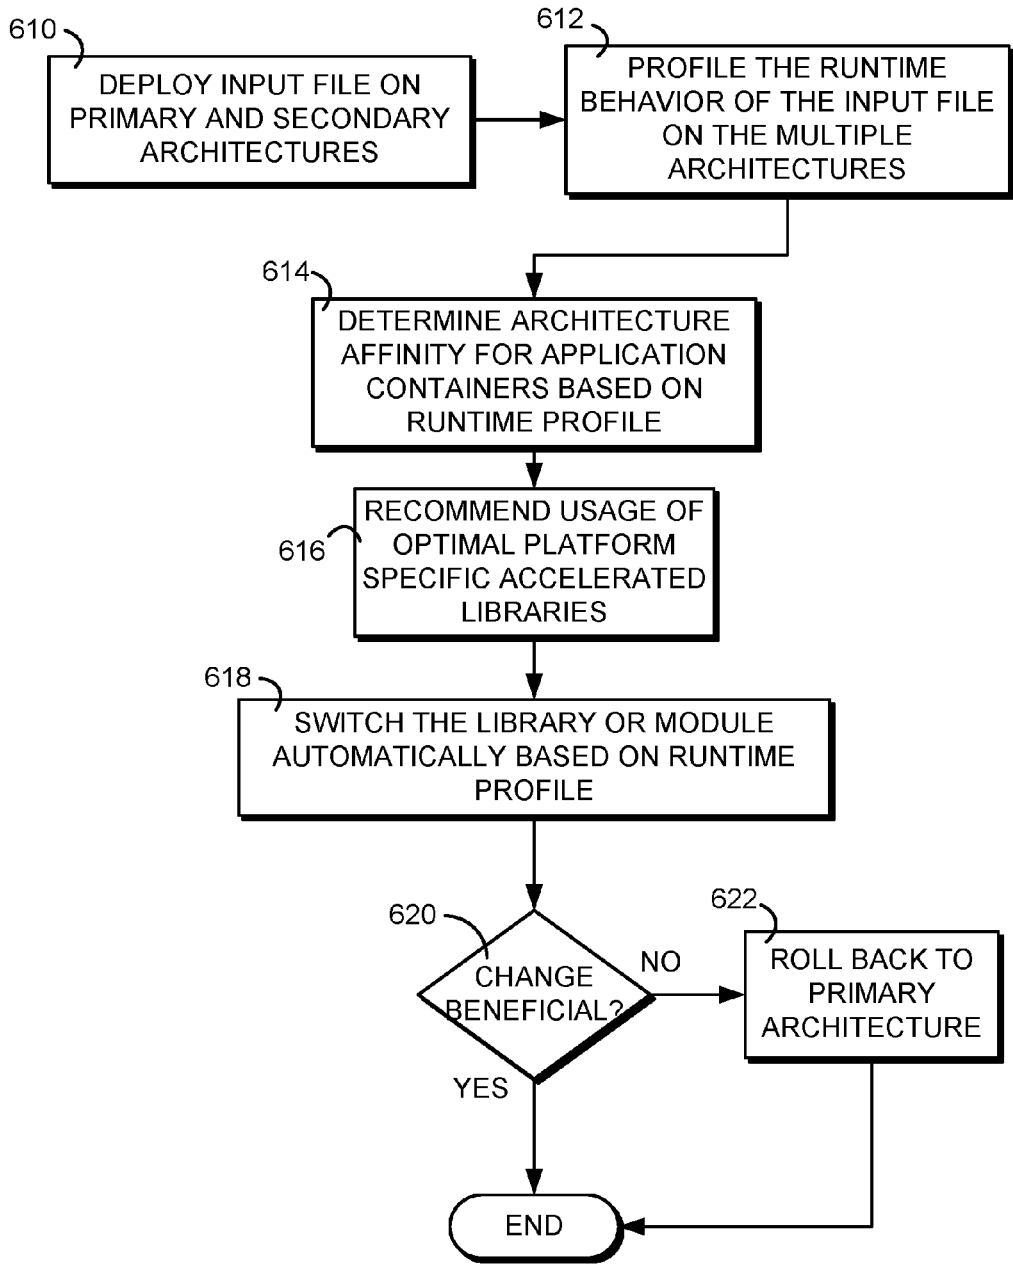 610
DEPLOY INPUT FILE ON
PRIMARY AND SECONDARY
ARCHITECTURES
612
PROFILE THE RUNTIME
BEHAVIOR OF THE INPUT FILE
ON THE MULTIPLE
ARCHITECTURES
614
DETERMINE ARCHITECTURE
AFFINITY FOR APPLICATION
CONTAINERS BASED ON
RUNTIME PROFILE
616
RECOMMEND USAGE OF
OPTIMAL PLATFORM
SPECIFIC ACCELERATED
LIBRARIES
618
SWITCH THE LIBRARY OR MODULE
AUTOMATICALLY BASED ON RUNTIME
PROFILE
620
CHANGE
BENEFICIAL?
NO
622
ROLL BACK TO
PRIMARY
ARCHITECTURE
YES
END